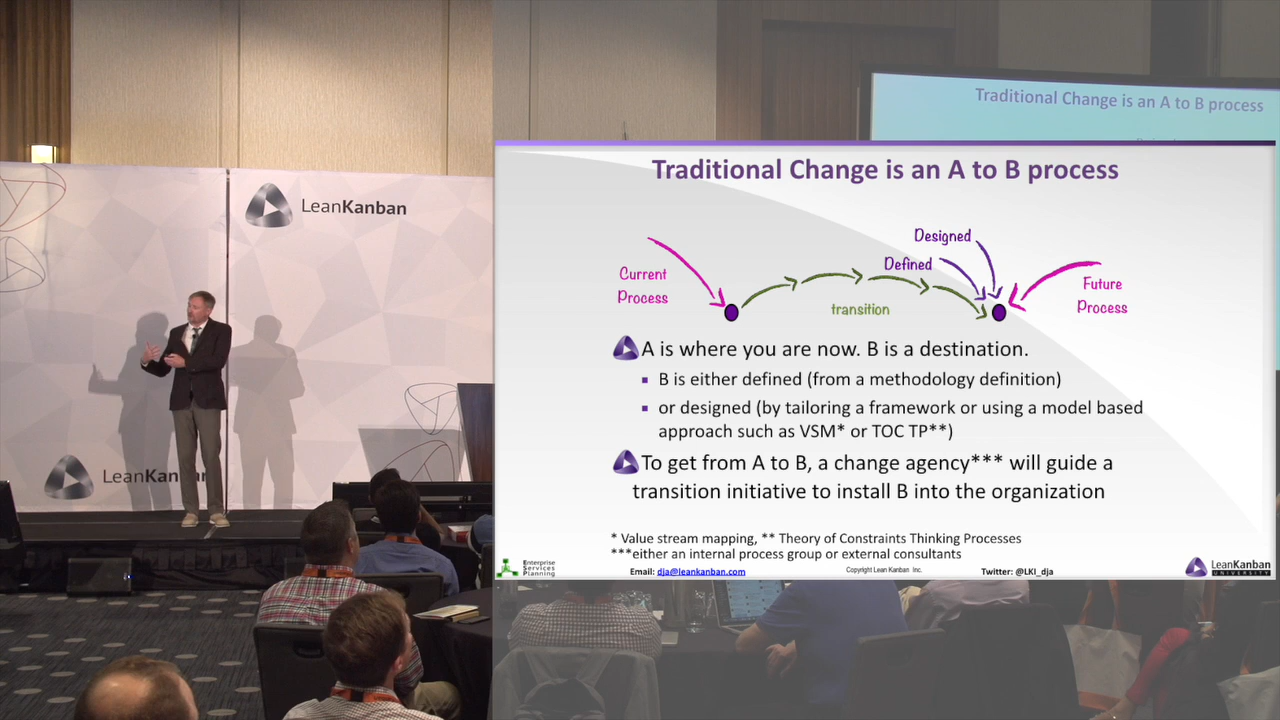 Traditional Change is an A to B process
LeanKanban
LeanKan
Traditional Change is an A to B process
Designed
Defined
Current
Process
transition
Future
Process
A is where you are now. B is a destination.
B is either defined (from a methodology definition)
or designed (by tailoring a framework or using a model based
approach such as VSM* or TOC TP**)
To get from A to B, a change agency*** will guide a
transition initiative to install B into the organization
* Value stream mapping, ** Theory of Constraints Thinking Processes
***either an internal process group or external consultants
Enterprise
Services
Planning
Email: dja@leankanban.com
Copyright Lean Kanban Inc.
Twitter: @LKI_dja
LeanKanban
UNIVERSITY